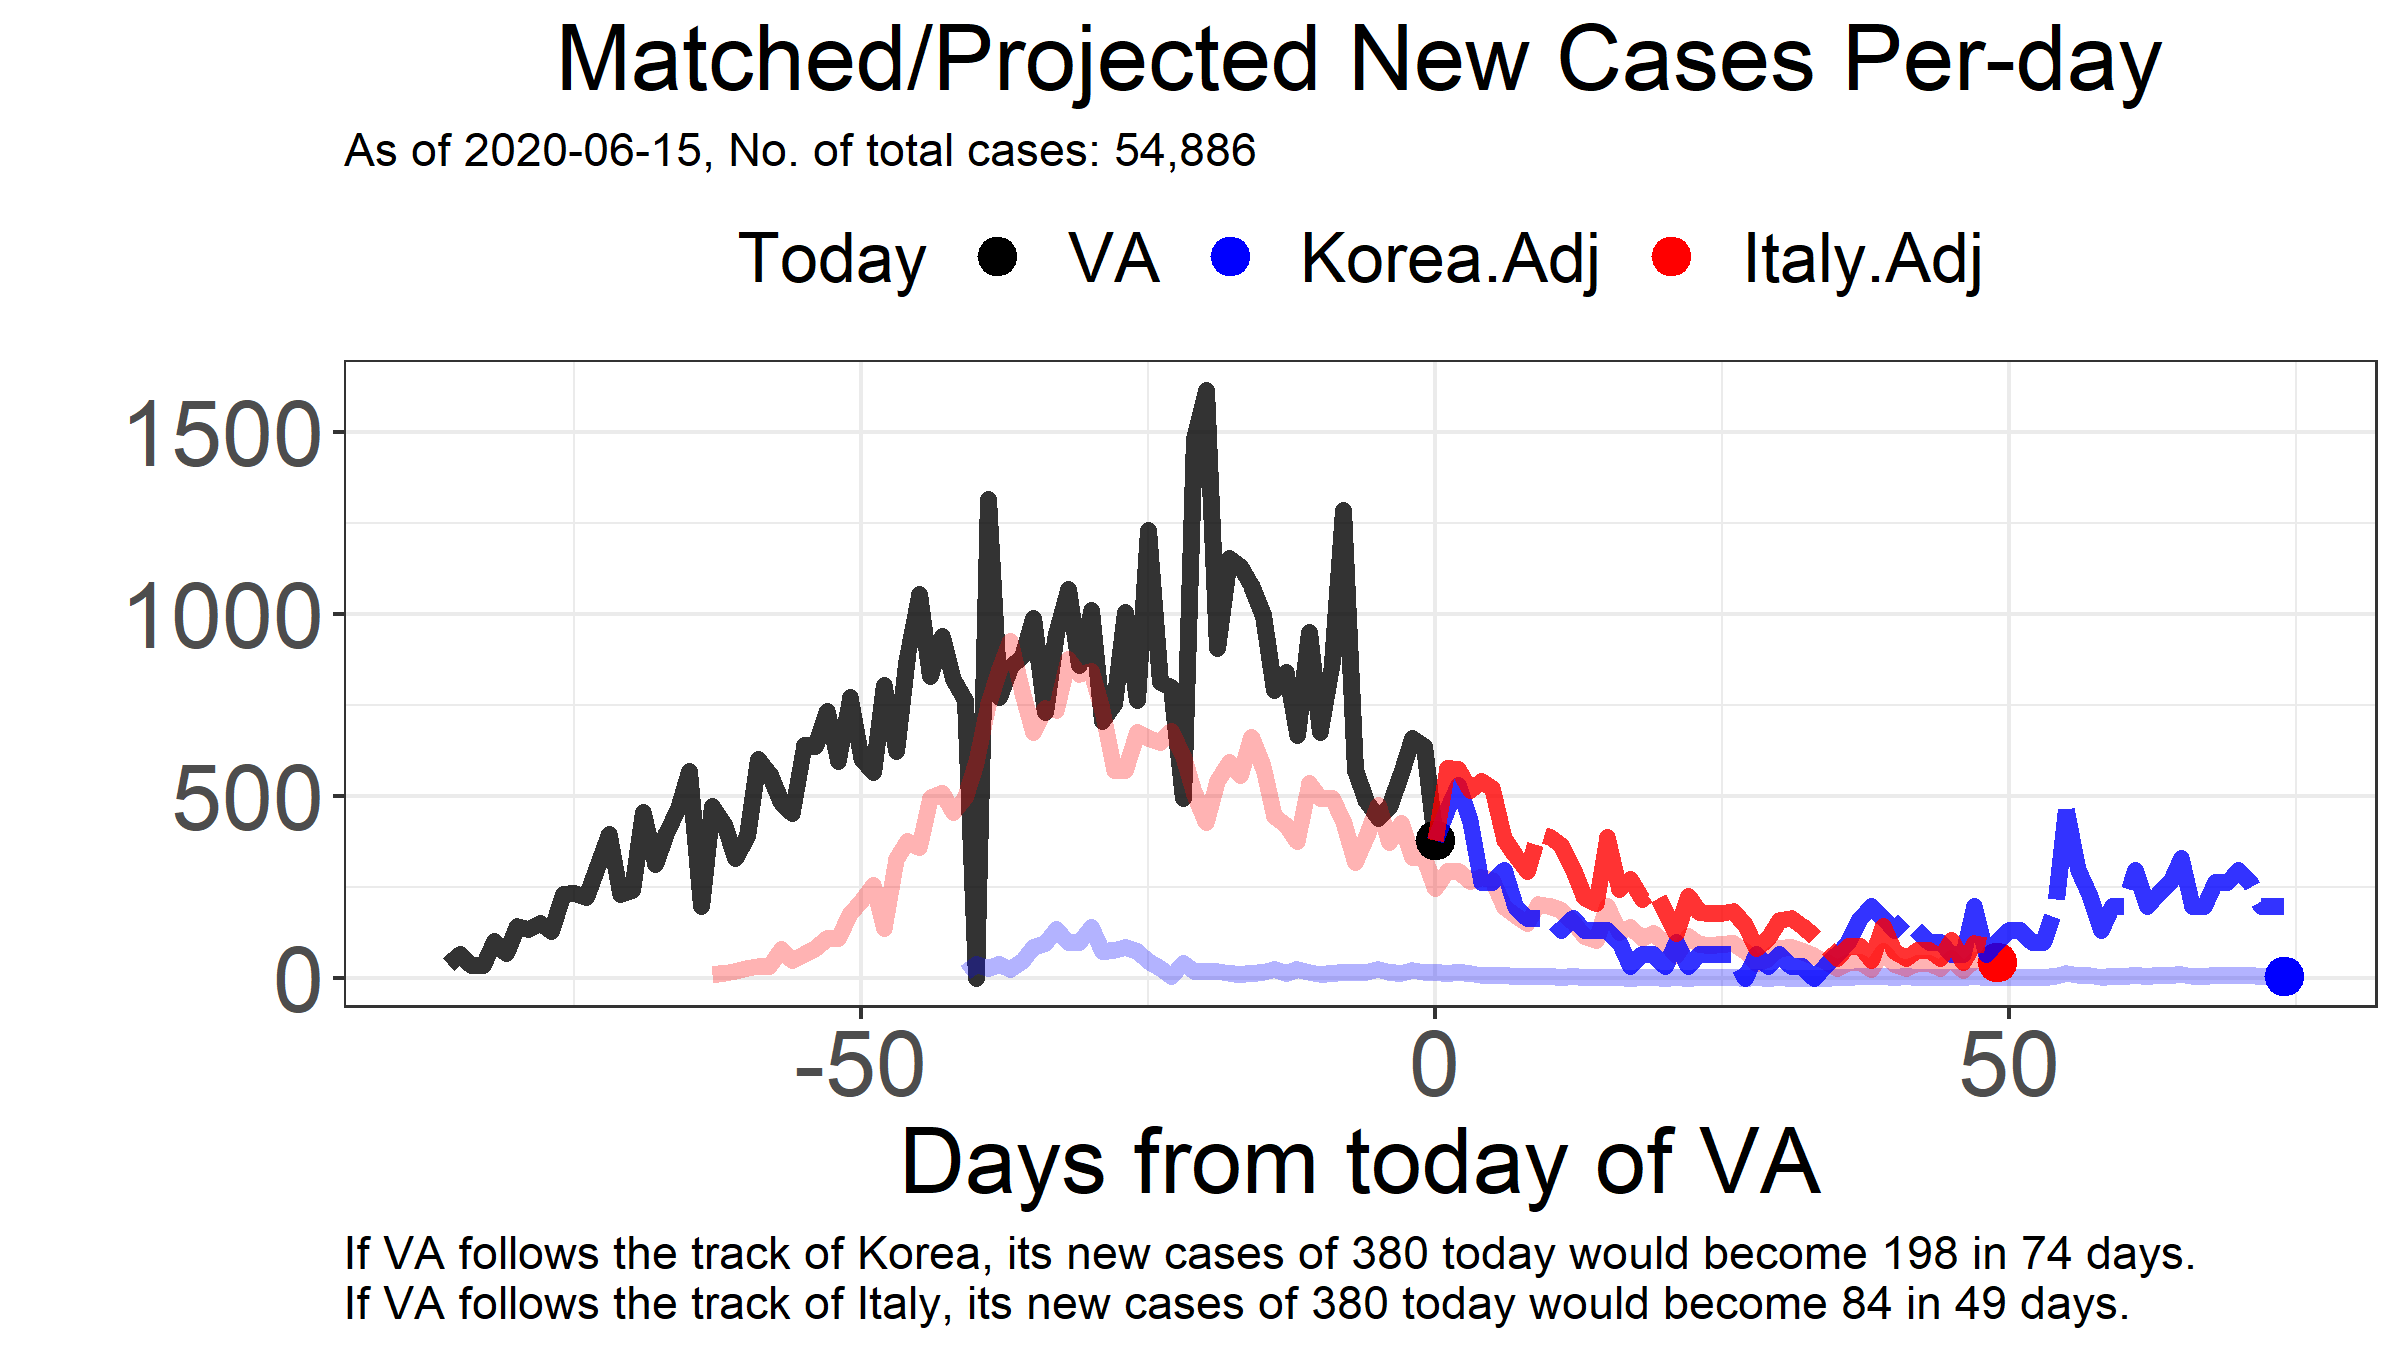 Matched/Projected New Cases Per-day
As of 2020-06-15, No. of total cases: 54,886
Today VA Korea.Adj Italy.Adj
1500
1000
500
0
-50 0 50
Days from today of VA
If VA follows the track of Korea, its new cases of 380 today would become 198 in 74 days.
If VA follows the track of Italy, its new cases of 380 today would become 84 in 49 days.